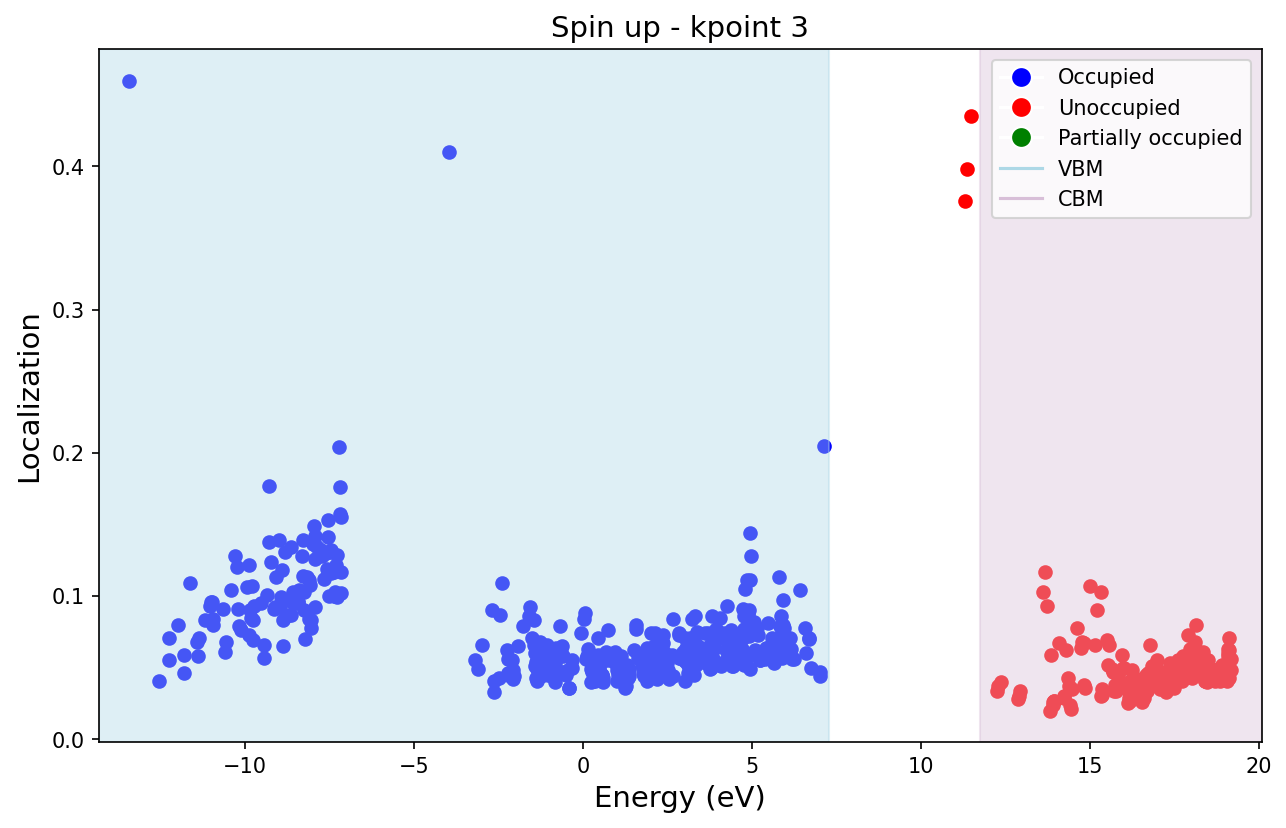 Spin up - kpoint 3
Localization
0.4
0.3
0.2
0.1
0.0
−10
−5
0
5
10
15
20
Energy (eV)
Occupied
Unoccupied
Partially occupied
VBM
CBM